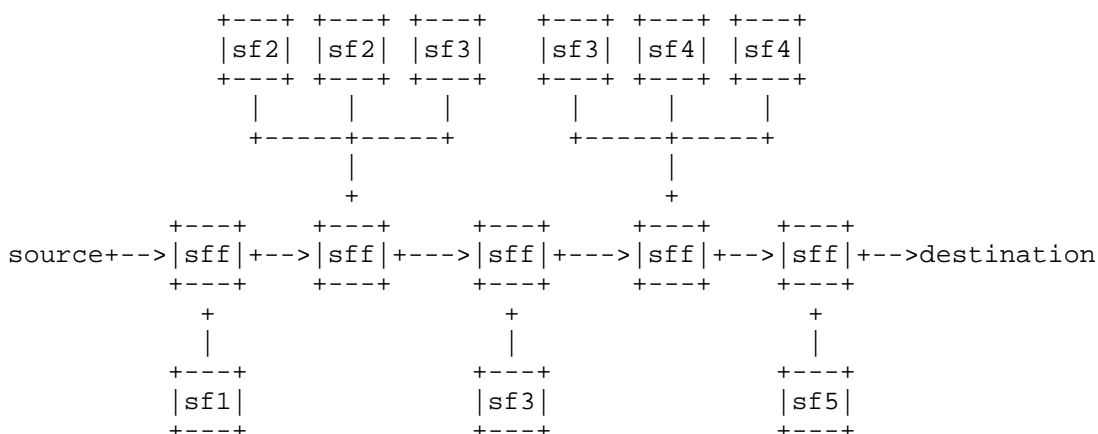 +---+ +---+ +---+   +---+ +---+ +---+
|sf2| |sf2| |sf3|   |sf3| |sf4| |sf4|
+---+ +---+ +---+   +---+ +---+ +---+
  |     |     |       |     |     |
  +-----+-----+       +-----+-----+
        |                   |
        +                   +
+---+    +---+     +---+     +---+    +---+
source+-->|sff|+-->|sff|+--->|sff|+--->|sff|+-->|sff|+-->destination
+---+    +---+     +---+     +---+    +---+
  +                  +                  +
  |                  |                  |
+---+              +---+              +---+
|sf1|              |sf3|              |sf5|
+---+              +---+              +---+